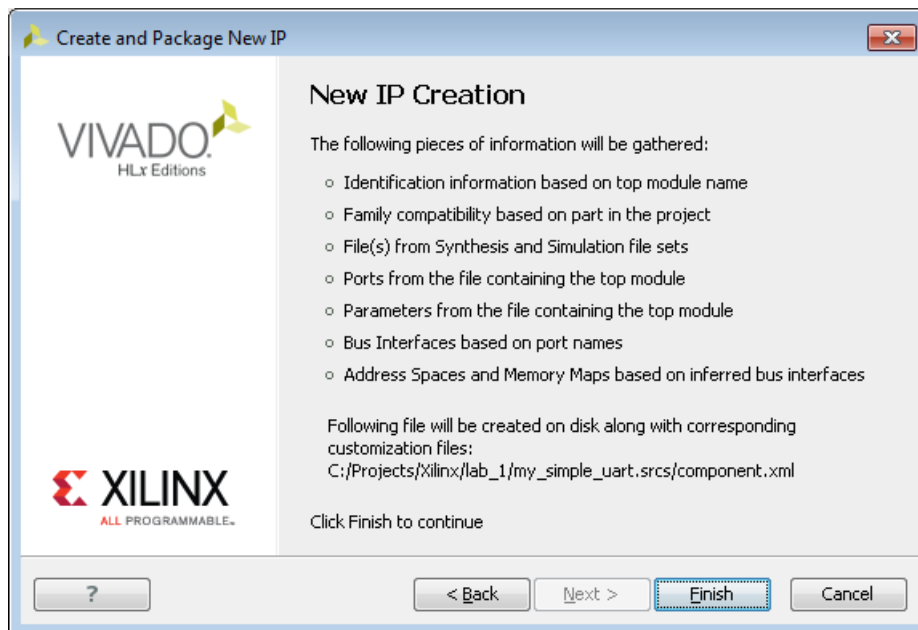 Create and Package New IP
VIVADO.
HLx Editions
New IP Creation
The following pieces of information will be gathered:
Identification information based on top module name
Family compatibility based on part in the project
File(s) from Synthesis and Simulation file sets
Ports from the file containing the top module
Parameters from the file containing the top module
Bus Interfaces based on port names
Address Spaces and Memory Maps based on inferred bus interfaces
Following file will be created on disk along with corresponding
customization files:
C:/Projects/Xilinx/lab_1/my_simple_uart.srcs/component.xml
XILINX
ALL PROGRAMMABLE™
Click Finish to continue
?
< Back
Next >
Finish
Cancel